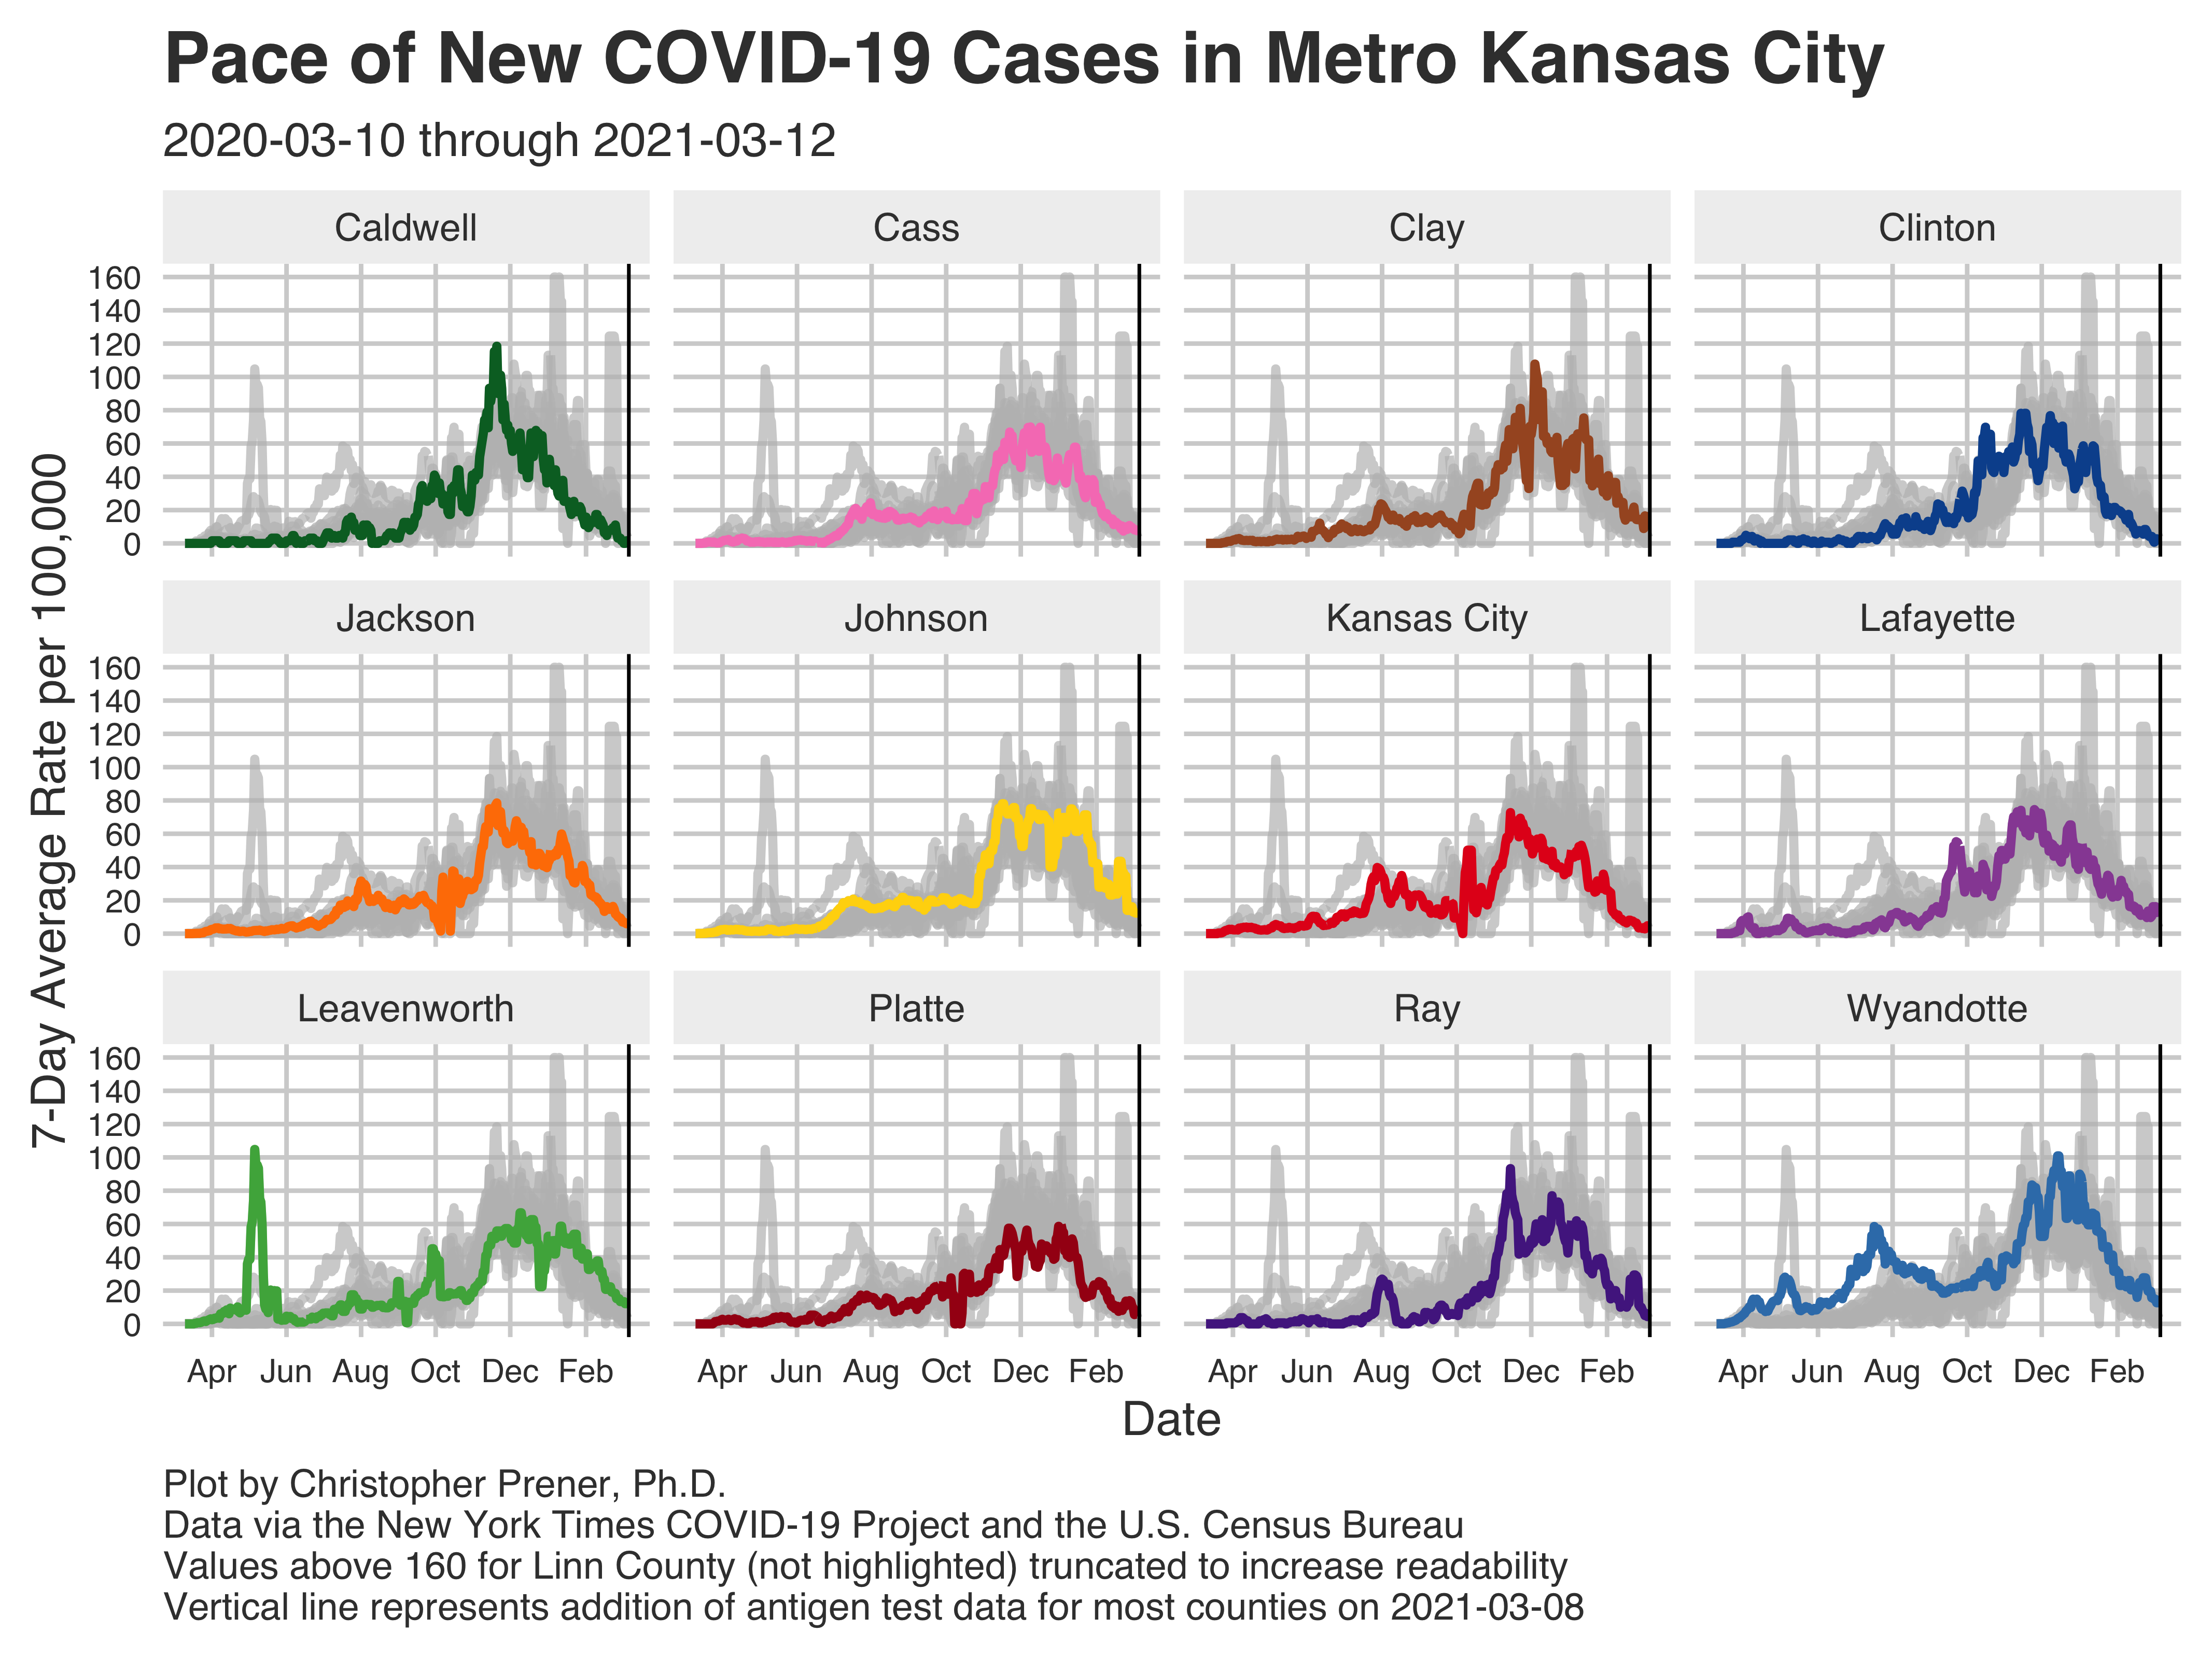 Pace of New COVID-19 Cases in Metro Kansas City
2020-03-10 through 2021-03-12
7-Day Average Rate per 100,000
Caldwell
Cass
Clay
Clinton
160
140
120
100
80
60
40
20
0
Jackson
Johnson
Kansas City
Lafayette
160
140
120
100
80
60
40
20
0
Leavenworth
Platte
Ray
Wyandotte
160
140
120
100
80
60
40
20
0
Apr Jun Aug Oct Dec Feb
Apr Jun Aug Oct Dec Feb
Apr Jun Aug Oct Dec Feb
Apr Jun Aug Oct Dec Feb
Date
Plot by Christopher Prener, Ph.D.
Data via the New York Times COVID-19 Project and the U.S. Census Bureau
Values above 160 for Linn County (not highlighted) truncated to increase readability
Vertical line represents addition of antigen test data for most counties on 2021-03-08